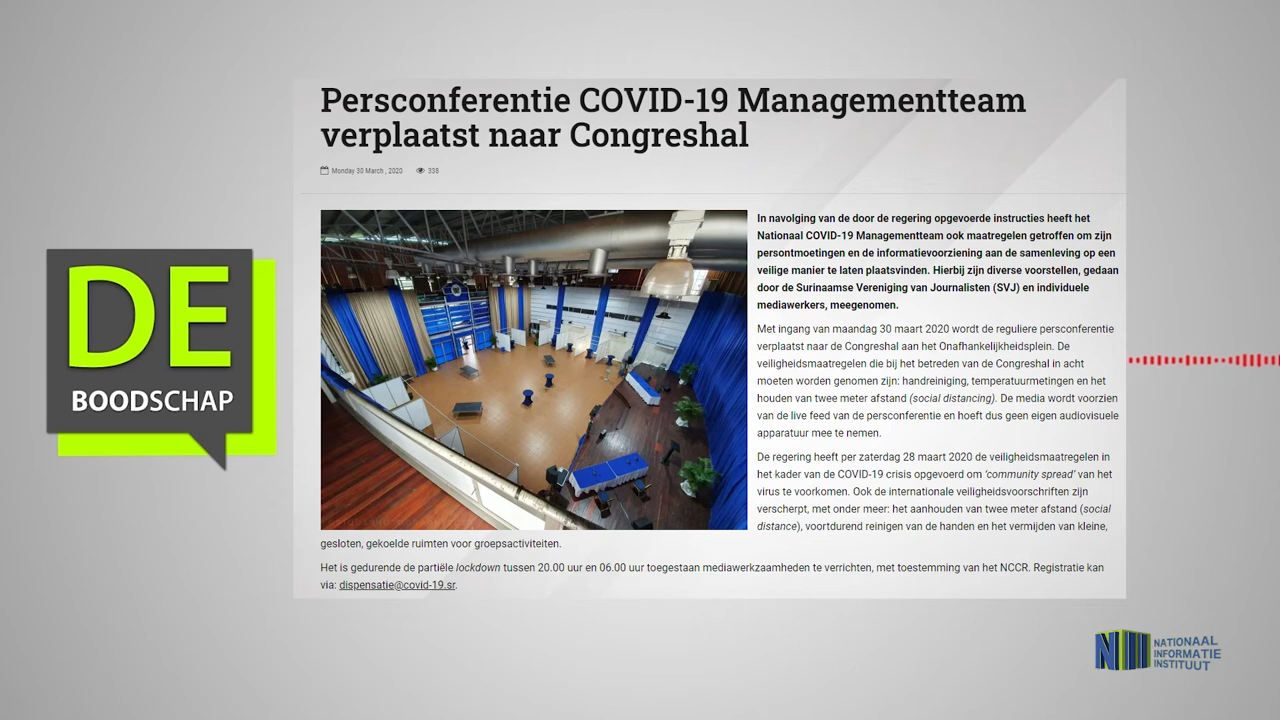 Persconferentie COVID-19 Managementteam
verplaatst naar Congreshal
Monday 30 March , 2020 338
DE
BOODSCHAP
In navolging van de door de regering opgevoerde instructies heeft het
Nationaal COVID-19 Managementteam ook maatregelen getroffen om zijn
persontmoetingen en de informatievoorziening aan de samenleving op een
veilige manier te laten plaatsvinden. Hierbij zijn diverse voorstellen, gedaan
door de Surinaamse Vereniging van Journalisten (SVJ) en individuele
mediawerkers, meegenomen.
Met ingang van maandag 30 maart 2020 wordt de reguliere persconferentie
verplaatst naar de Congreshal aan het Onafhankelijkheidsplein. De
veiligheidsmaatregelen die bij het betreden van de Congreshal in acht
moeten worden genomen zijn: handreiniging, temperatuurmetingen en het
houden van twee meter afstand (social distancing). De media wordt voorzien
van de live feed van de persconferentie en hoeft dus geen eigen audiovisuele
apparatuur mee te nemen.
De regering heeft per zaterdag 28 maart 2020 de veiligheidsmaatregelen in
het kader van de COVID-19 crisis opgevoerd om ‘community spread’ van het
virus te voorkomen. Ook de internationale veiligheidsvoorschriften zijn
verscherpt, met onder meer: het aanhouden van twee meter afstand (social
distance), voortdurend reinigen van de handen en het vermijden van kleine,
gesloten, gekoelde ruimten voor groepsactiviteiten.
Het is gedurende de partiële lockdown tussen 20.00 uur en 06.00 uur toegestaan mediawerkzaamheden te verrichten, met toestemming van het NCCR. Registratie kan
via: dispensatie@covid-19.sr.
NATIONAAL
INFORMATIE
INSTITUUT